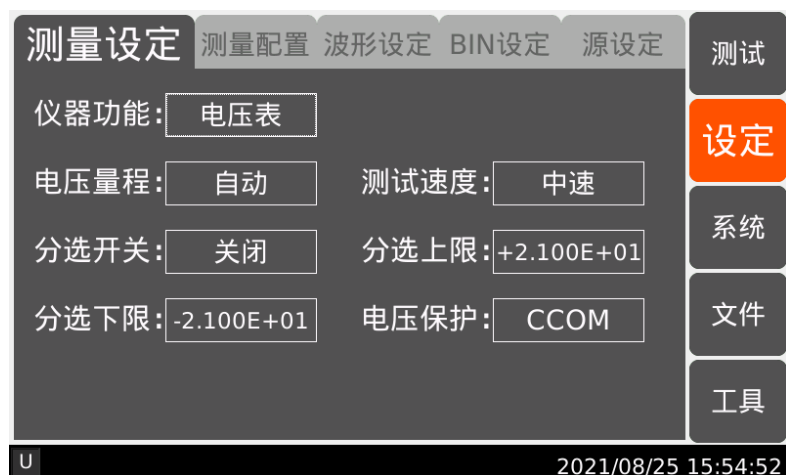 测量设定 测量配置 波形设定 BIN设定 源设定
测试
仪器功能: 电压表
设定
电压量程: 自动 测试速度: 中速
分选开关: 关闭 分选上限: +2.100E+01
系统
分选下限: -2.100E+01 电压保护: CCOM
文件
工具
U 2021/08/25 15:54:52